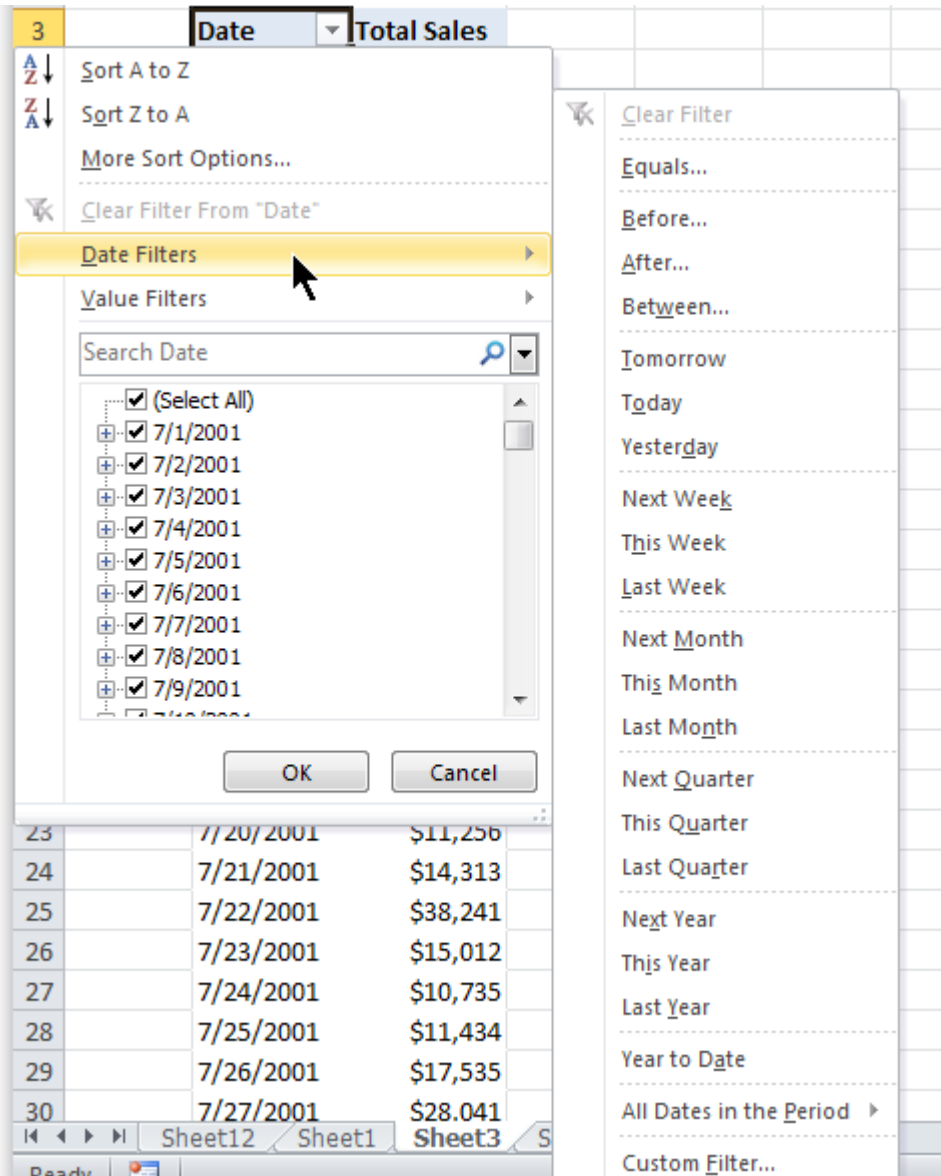 3 Date Total Sales
Sort A to Z
Sort Z to A
More Sort Options...
Clear Filter From "Date"
Date Filters
Value Filters
Search Date
(Select All)
7/1/2001
7/2/2001
7/3/2001
7/4/2001
7/5/2001
7/6/2001
7/7/2001
7/8/2001
7/9/2001
OK Cancel
Clear Filter
Equals...
Before...
After...
Between...
Tomorrow
Today
Yesterday
Next Week
This Week
Last Week
Next Month
This Month
Last Month
Next Quarter
This Quarter
Last Quarter
Next Year
This Year
Last Year
Year to Date
All Dates in the Period
Custom Filter...
23 7/20/2001 $11,256
24 7/21/2001 $14,313
25 7/22/2001 $38,241
26 7/23/2001 $15,012
27 7/24/2001 $10,735
28 7/25/2001 $11,434
29 7/26/2001 $17,535
30 7/27/2001 $28,041
Sheet12 Sheet1 Sheet3 S
Ready